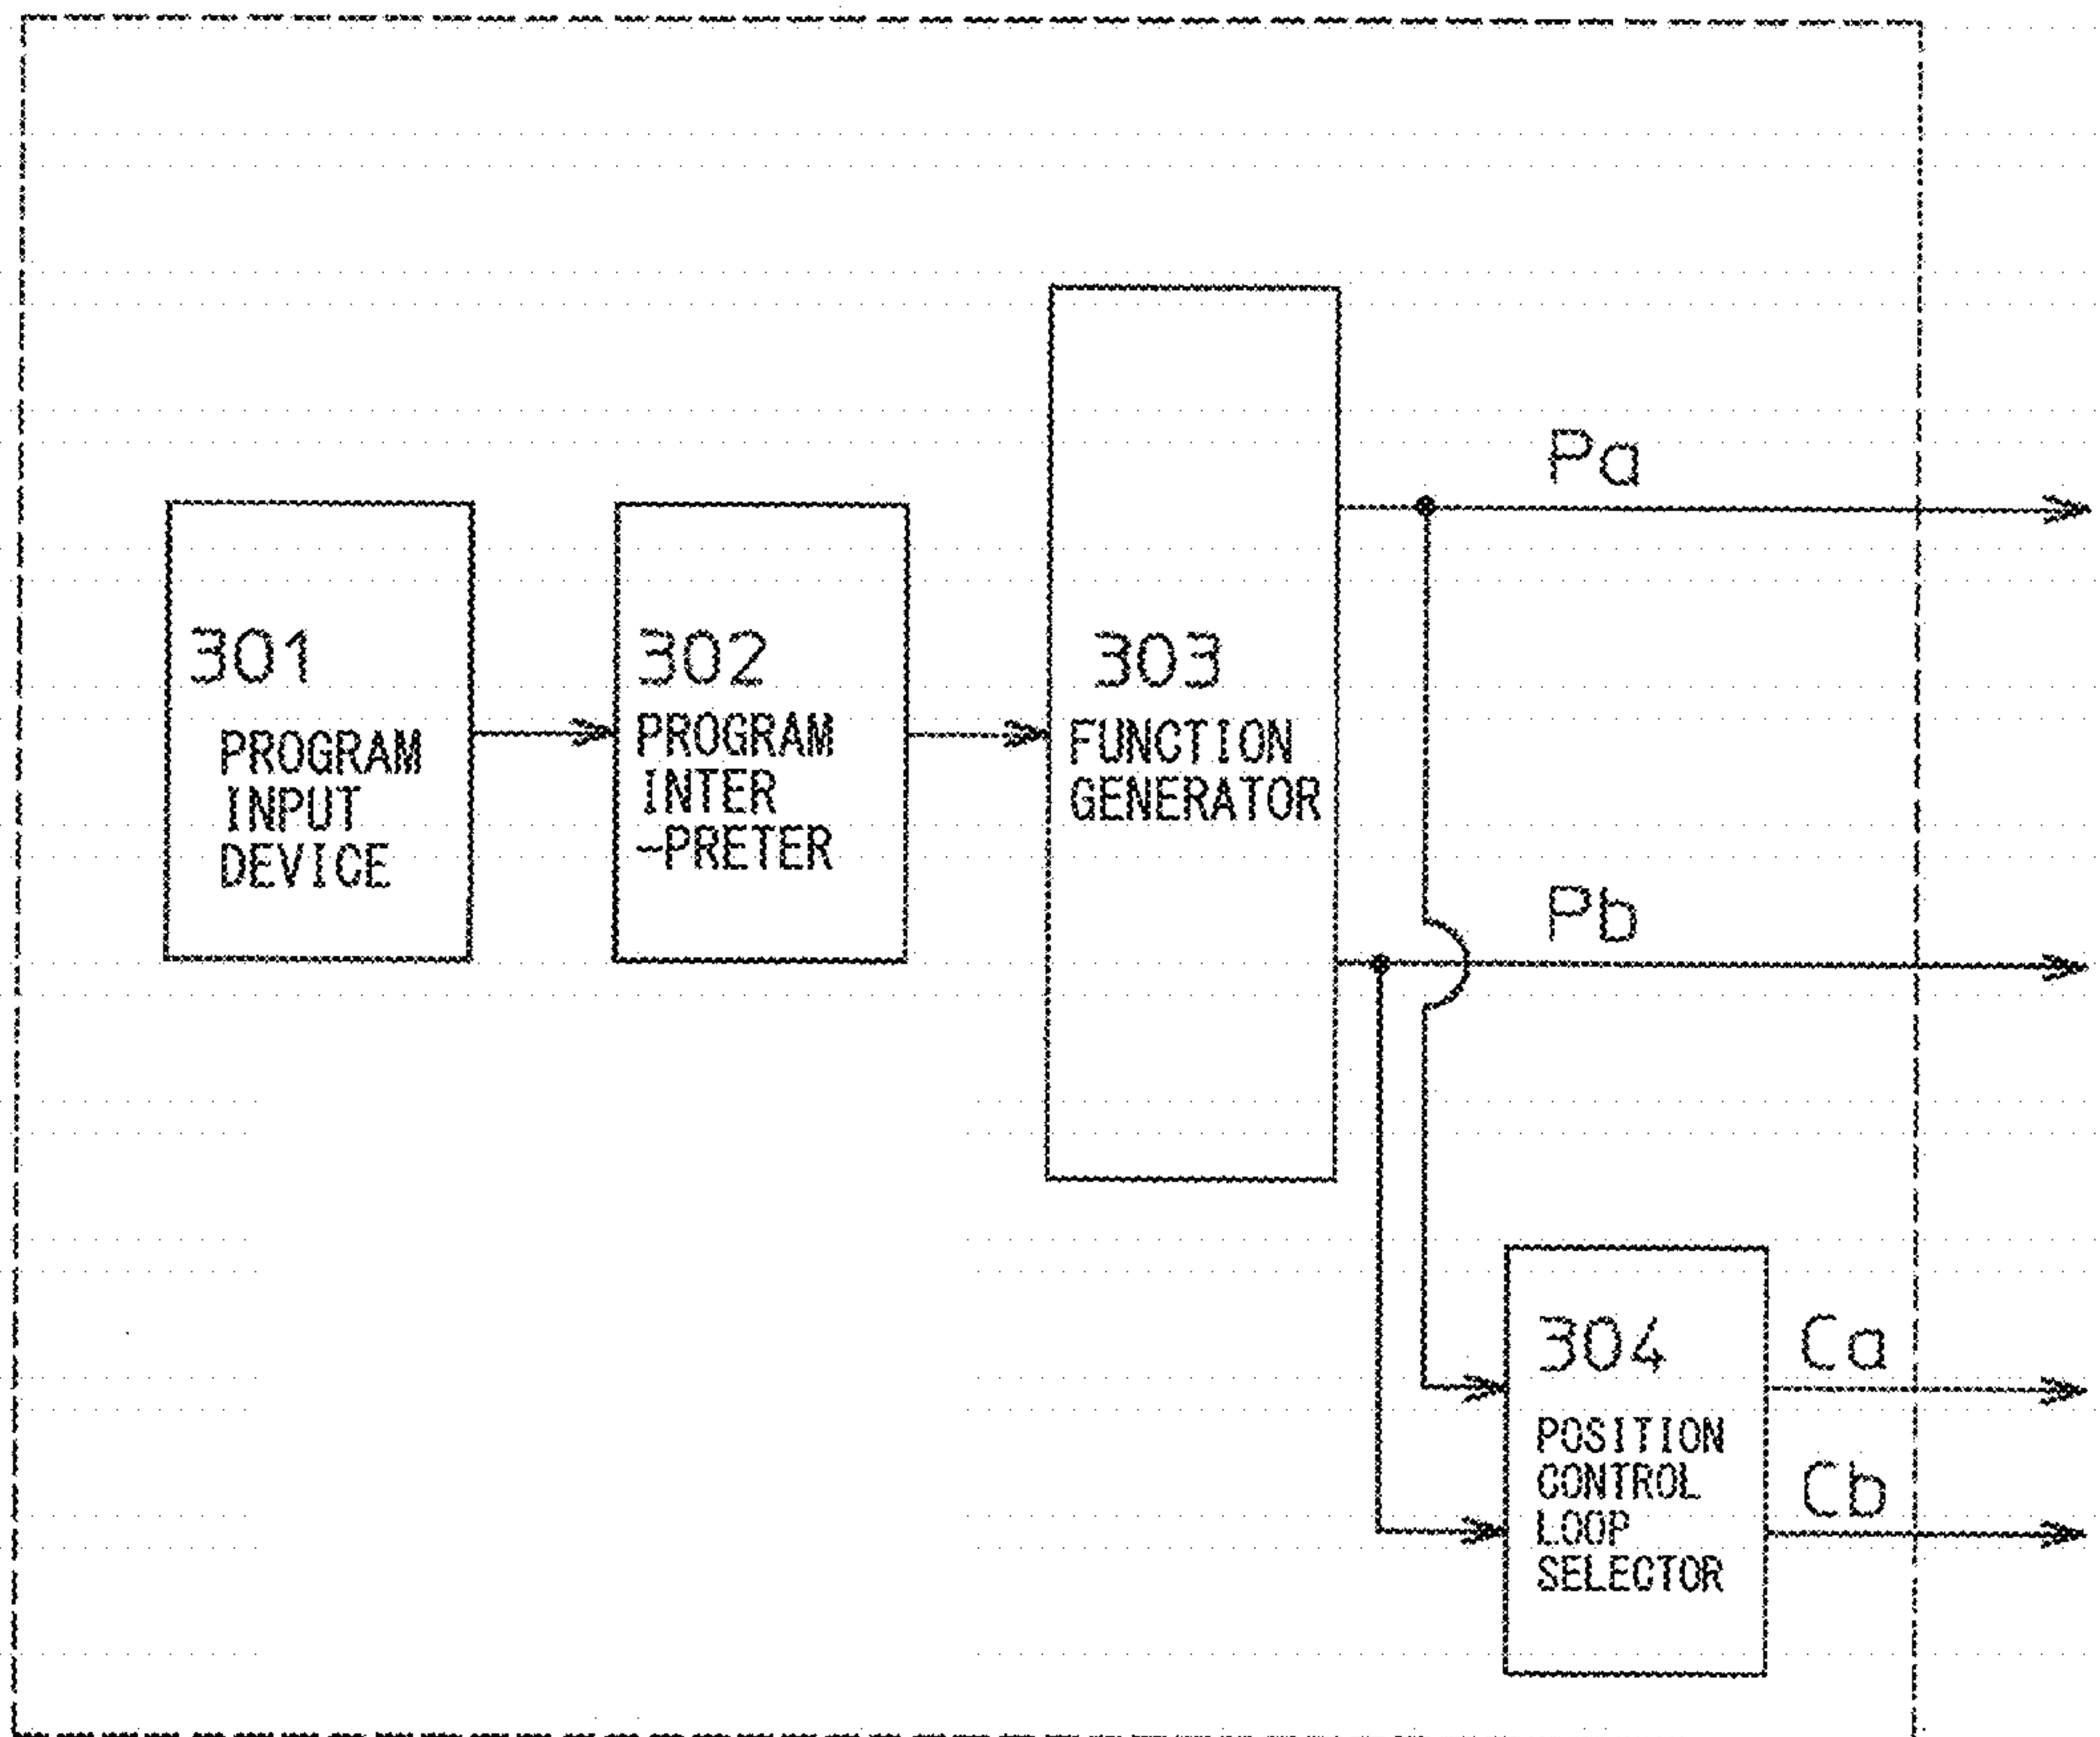 301
PROGRAM
INPUT
DEVICE
302
PROGRAM
INTER
-PRETER
303
FUNCTION
GENERATOR
Pa
Pb
304
POSITION
CONTROL
LOOP
SELECTOR
Ca
Cb